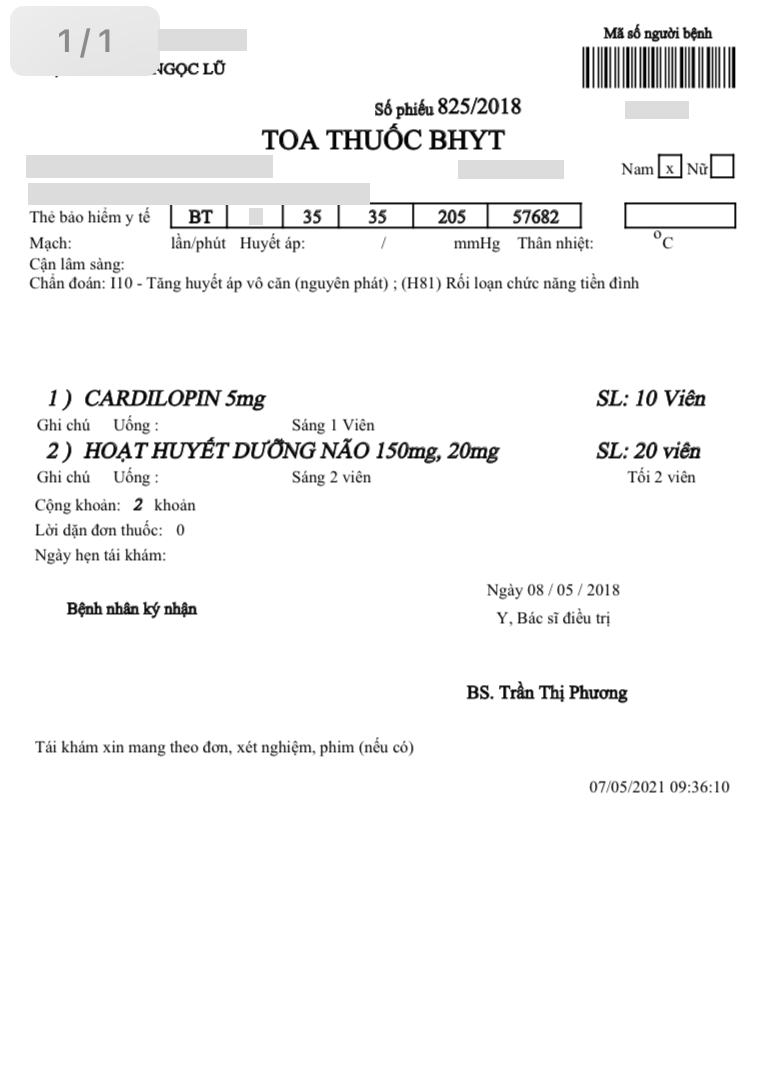 1/1
Mã số người bệnh
NGỌC LŨ
Số phiếu 825/2018
TOA THUỐC BHYT
Nam x Nữ
Thẻ bảo hiểm y tế BT 35 35 205 57682
Mạch: lần/phút Huyết áp: / mmHg Thân nhiệt: °C
Cận lâm sàng:
Chẩn đoán: I10 - Tăng huyết áp vô căn (nguyên phát) ; (H81) Rối loạn chức năng tiền đình
1 ) CARDILOPIN 5mg SL: 10 Viên
Ghi chú Uống : Sáng 1 Viên
2 ) HOẠT HUYẾT DƯỠNG NÃO 150mg, 20mg SL: 20 viên
Ghi chú Uống : Sáng 2 viên Tối 2 viên
Cộng khoản: 2 khoản
Lời dặn đơn thuốc: 0
Ngày hẹn tái khám:
Ngày 08 / 05 / 2018
Bệnh nhân ký nhận
Y, Bác sĩ điều trị
BS. Trần Thị Phương
Tái khám xin mang theo đơn, xét nghiệm, phim (nếu có)
07/05/2021 09:36:10